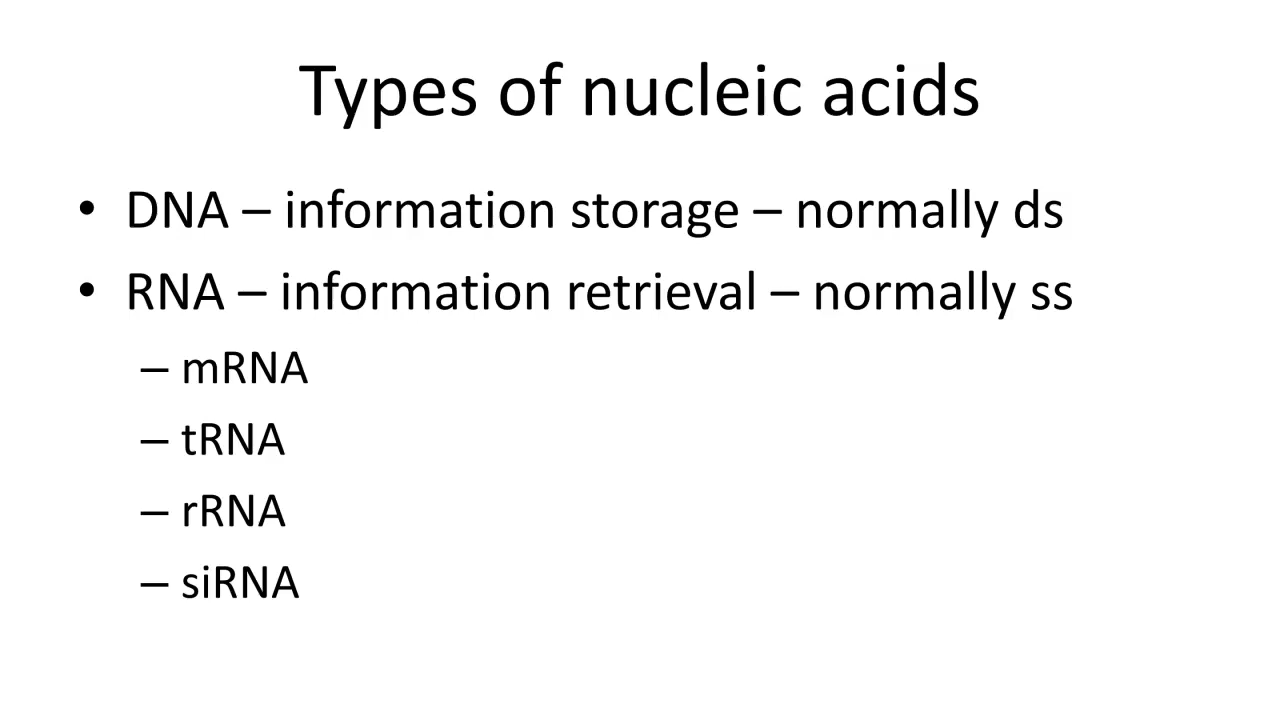 Types of nucleic acids
• DNA – information storage – normally ds
• RNA – information retrieval – normally ss
– mRNA
– tRNA
– rRNA
– siRNA